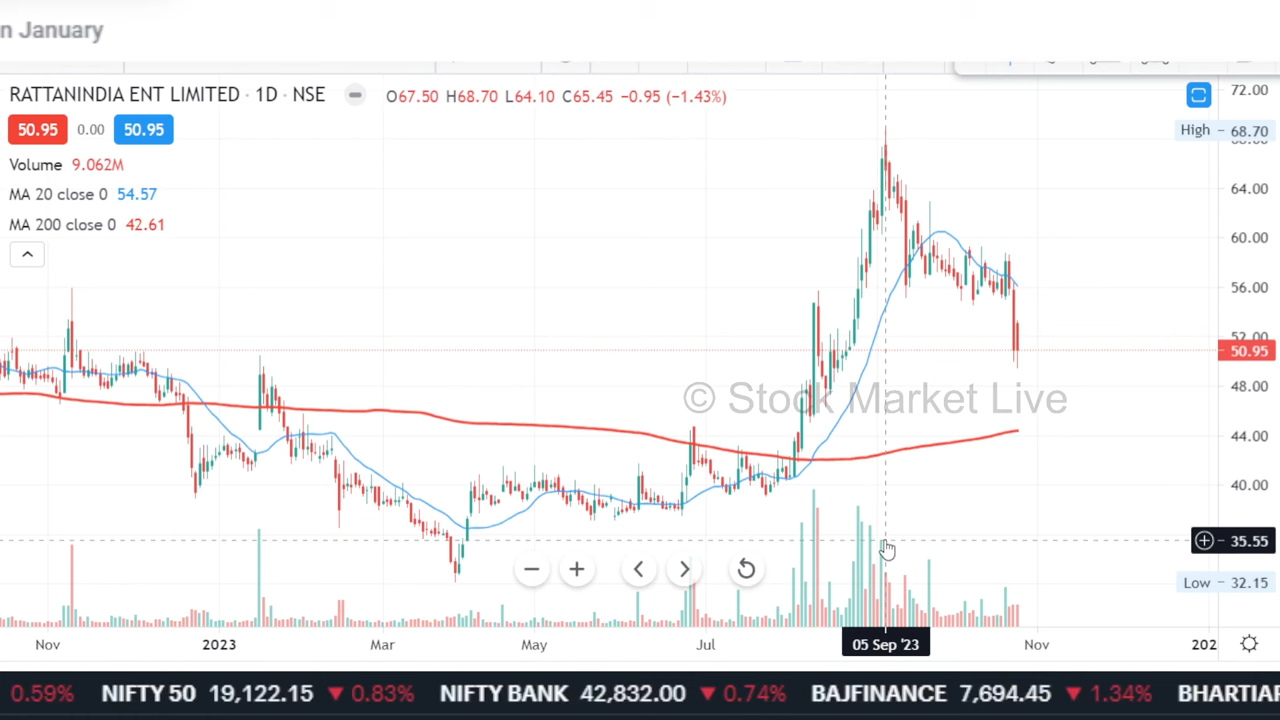 n January
RATTANINDIA ENT LIMITED · 1D · NSE O67.50 H68.70 L64.10 C65.45 −0.95 (−1.43%)
50.95 0.00 50.95
Volume 9.062M
MA 20 close 0 54.57
MA 200 close 0 42.61
72.00
High 68.70
64.00
60.00
56.00
52.00
50.95
48.00
© Stock Market Live
44.00
40.00
35.55
Low 32.15
Nov 2023 Mar May Jul 05 Sep '23 Nov 202
0.59% NIFTY 50 19,122.15 ▼ 0.83% NIFTY BANK 42,832.00 ▼ 0.74% BAJFINANCE 7,694.45 ▼ 1.34% BHARTIA